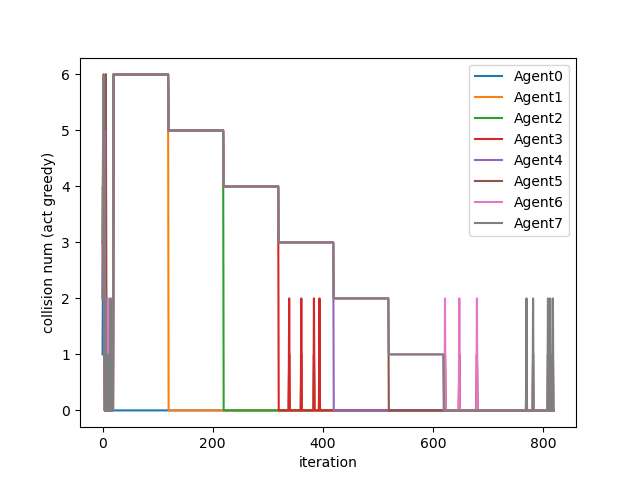 collision num (act greedy)
6
5
4
3
2
1
0
0 200 400 600 800
iteration
Agent0
Agent1
Agent2
Agent3
Agent4
Agent5
Agent6
Agent7